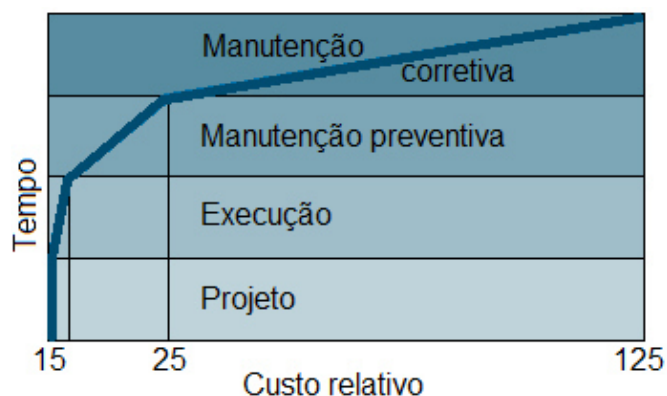 Manutenção
corretiva
Manutenção preventiva
Execução
Projeto
Tempo
15 25 125
Custo relativo